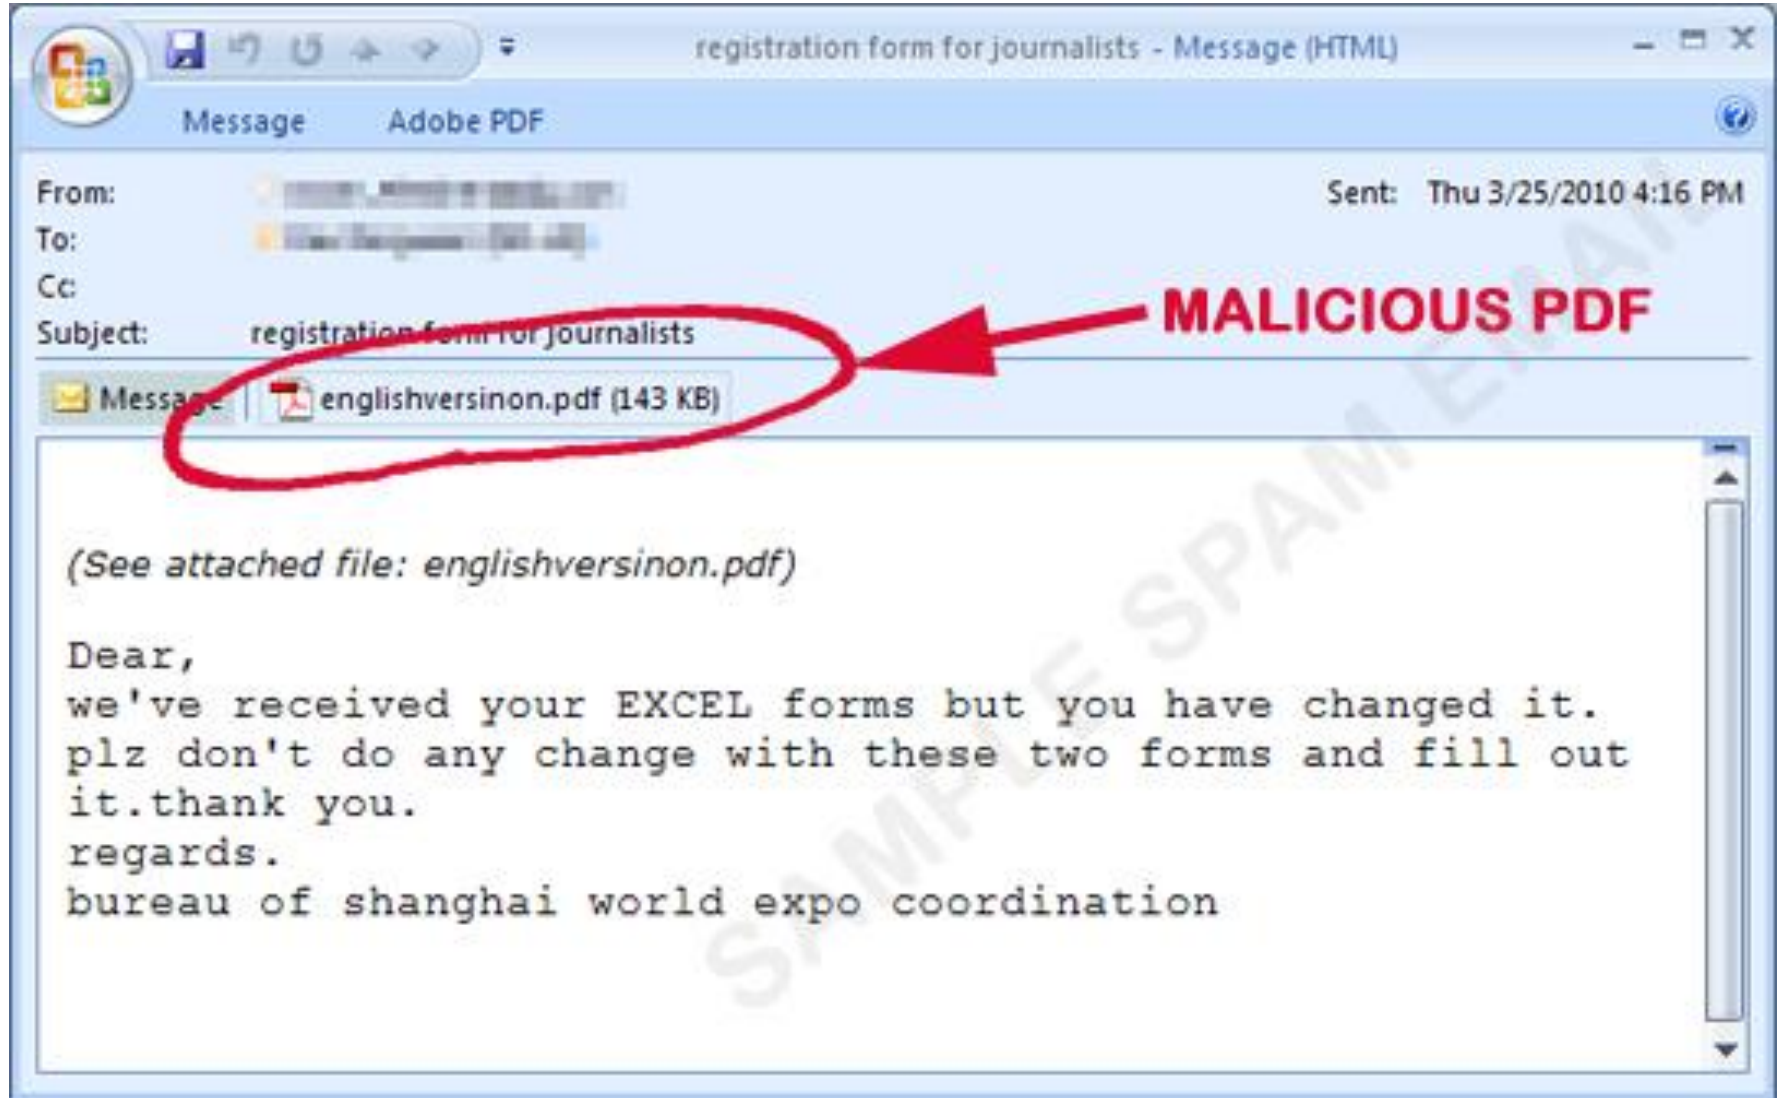 registration form for journalists - Message (HTML)
Message Adobe PDF
From:
Sent: Thu 3/25/2010 4:16 PM
To:
Cc:
Subject: registration form for journalists
MALICIOUS PDF
Message englishversinon.pdf (143 KB)
(See attached file: englishversinon.pdf)
Dear,
we've received your EXCEL forms but you have changed it.
plz don't do any change with these two forms and fill out
it.thank you.
regards.
bureau of shanghai world expo coordination
SAMPLE SPAM EMAIL